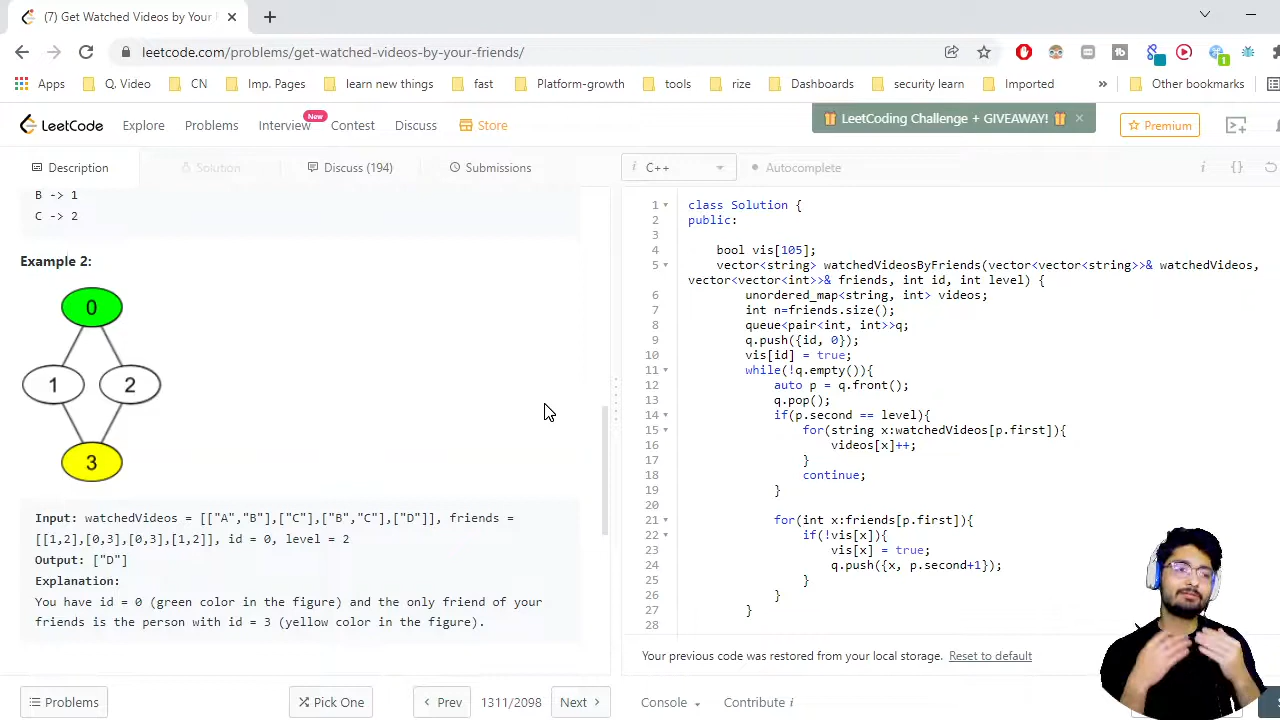 (7) Get Watched Videos by Your F
leetcode.com/problems/get-watched-videos-by-your-friends/
Apps Q. Video CN Imp. Pages learn new things fast Platform-growth tools rize Dashboards security learn Imported » Other bookmarks
LeetCode Explore Problems Interview New Contest Discuss Store LeetCoding Challenge + GIVEAWAY! Premium
Description Solution Discuss (194) Submissions i C++ Autocomplete i {}
B -> 1
C -> 2
Example 2:
0
1 2
3
Input: watchedVideos = [["A","B"],["C"],["B","C"],["D"]], friends =
[[1,2],[0,3],[0,3],[1,2]], id = 0, level = 2
Output: ["D"]
Explanation:
You have id = 0 (green color in the figure) and the only friend of your
friends is the person with id = 3 (yellow color in the figure).
1 class Solution {
2 public:
3
4 bool vis[105];
5 vector<string> watchedVideosByFriends(vector<vector<string>>& watchedVideos,
vector<vector<int>>& friends, int id, int level) {
6 unordered_map<string, int> videos;
7 int n=friends.size();
8 queue<pair<int, int>>q;
9 q.push({id, 0});
10 vis[id] = true;
11 while(!q.empty()){
12 auto p = q.front();
13 q.pop();
14 if(p.second == level){
15 for(string x:watchedVideos[p.first]){
16 videos[x]++;
17 }
18 continue;
19 }
20
21 for(int x:friends[p.first]){
22 if(!vis[x]){
23 vis[x] = true;
24 q.push({x, p.second+1});
25 }
26 }
27 }
28
Your previous code was restored from your local storage. Reset to default
Problems Pick One Prev 1311/2098 Next Console Contribute i